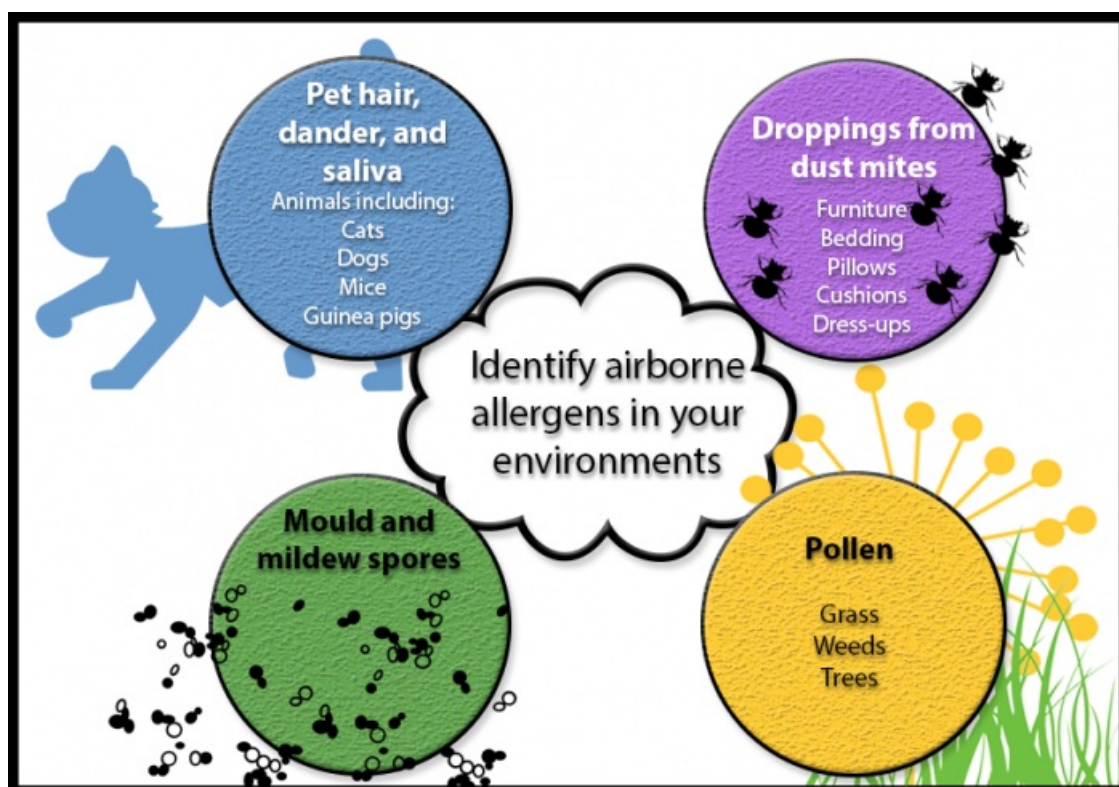 Pet hair,
dander, and
saliva
Animals including:
Cats
Dogs
Mice
Guinea pigs
Droppings from
dust mites
Furniture
Bedding
Pillows
Cushions
Dress-ups
Identify airborne
allergens in your
environments
Mould and
mildew spores
Pollen
Grass
Weeds
Trees